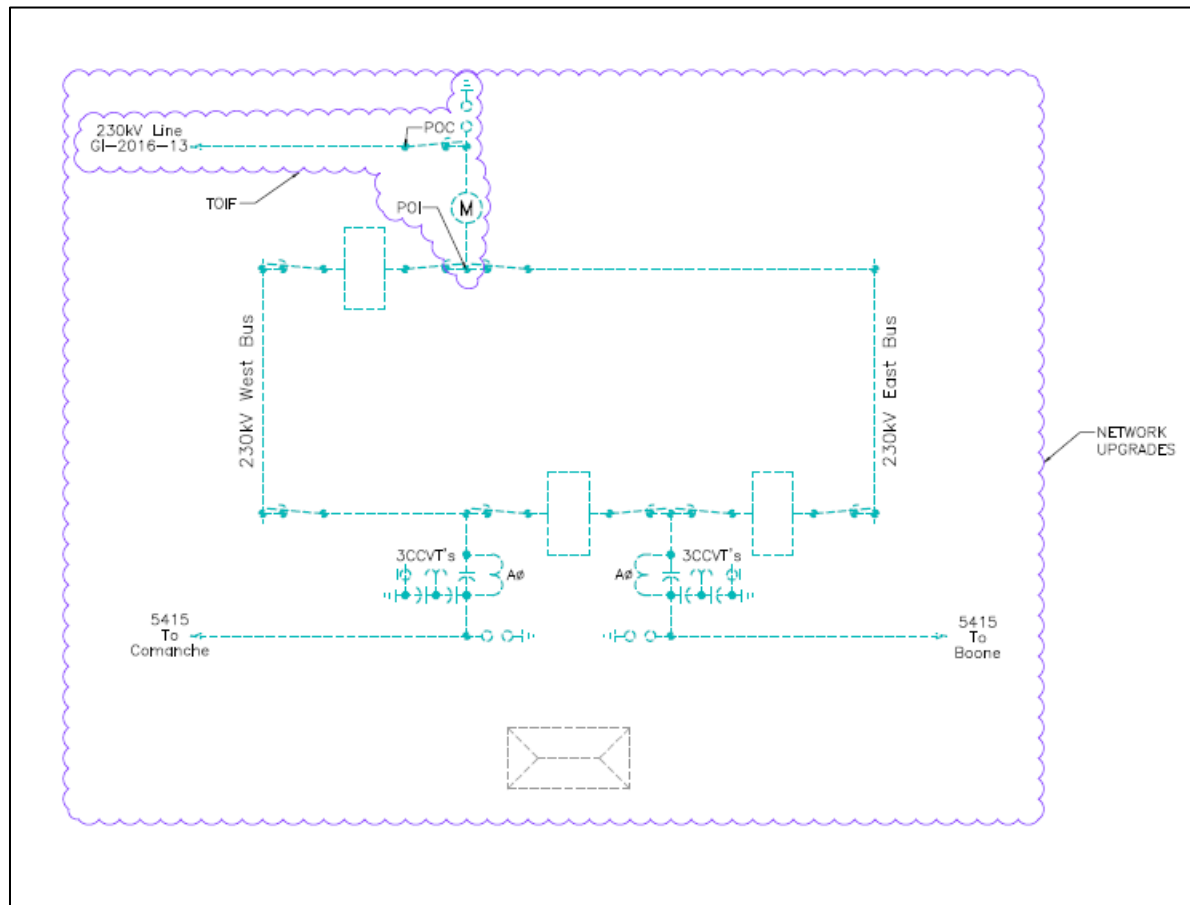 230kV Line
GI-2016-13
POC
TOIF
POI
M
230kV West Bus
230kV East Bus
NETWORK
UPGRADES
3CCVT's
AØ
AØ
3CCVT's
5415
To
Comanche
5415
To
Boone